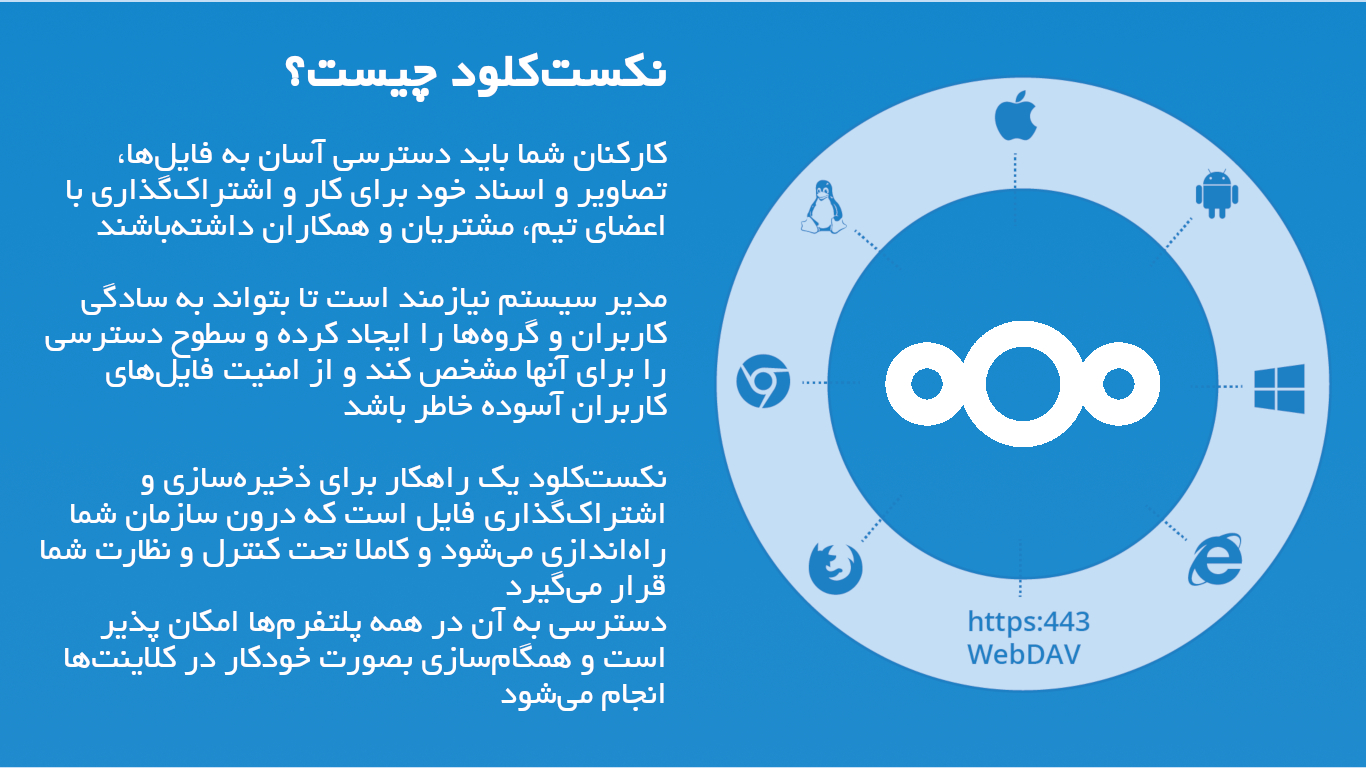 نکست‌کلود چیست؟
کارکنان شما باید دسترسی آسان به فایل‌ها،
تصاویر و اسناد خود برای کار و اشتراک‌گذاری با
اعضای تیم، مشتریان و همکاران داشته‌باشند
مدیر سیستم نیازمند است تا بتواند به سادگی
کاربران و گروه‌ها را ایجاد کرده و سطوح دسترسی
را برای آنها مشخص کند و از امنیت فایل‌های
کاربران آسوده خاطر باشد
نکست‌کلود یک راهکار برای ذخیره‌سازی و
اشتراک‌گذاری فایل است که درون سازمان شما
راه‌اندازی می‌شود و کاملا تحت کنترل و نظارت شما
قرار می‌گیرد
دسترسی به آن در همه پلتفرم‌ها امکان پذیر
است و همگام‌سازی بصورت خودکار در کلاینت‌ها
انجام می‌شود
https:443
WebDAV